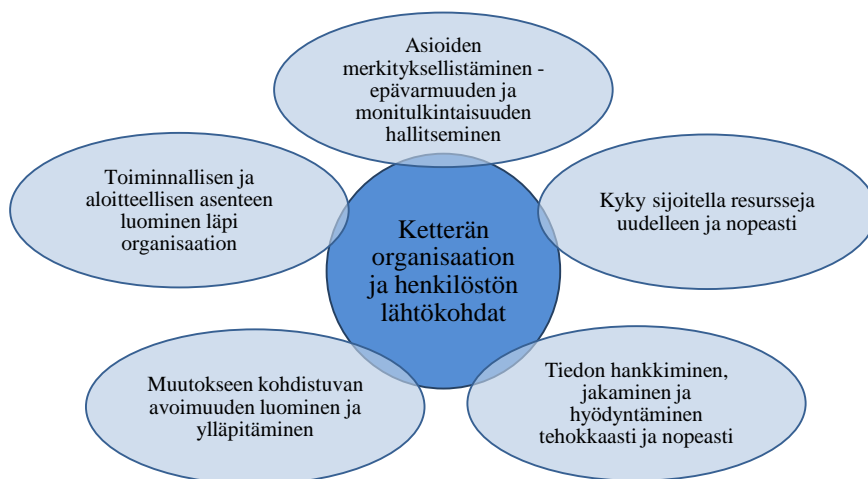 Asioiden
merkityksellistäminen -
epävarmuuden ja
monitulkintaisuuden
hallitseminen
Toiminnallisen ja
aloitteellisen asenteen
luominen läpi
organisaation
Kyky sijoitella resursseja
uudelleen ja nopeasti
Ketterän
organisaation
ja henkilöstön
lähtökohdat
Muutokseen kohdistuvan
avoimuuden luominen ja
ylläpitäminen
Tiedon hankkiminen,
jakaminen ja
hyödyntäminen
tehokkaasti ja nopeasti